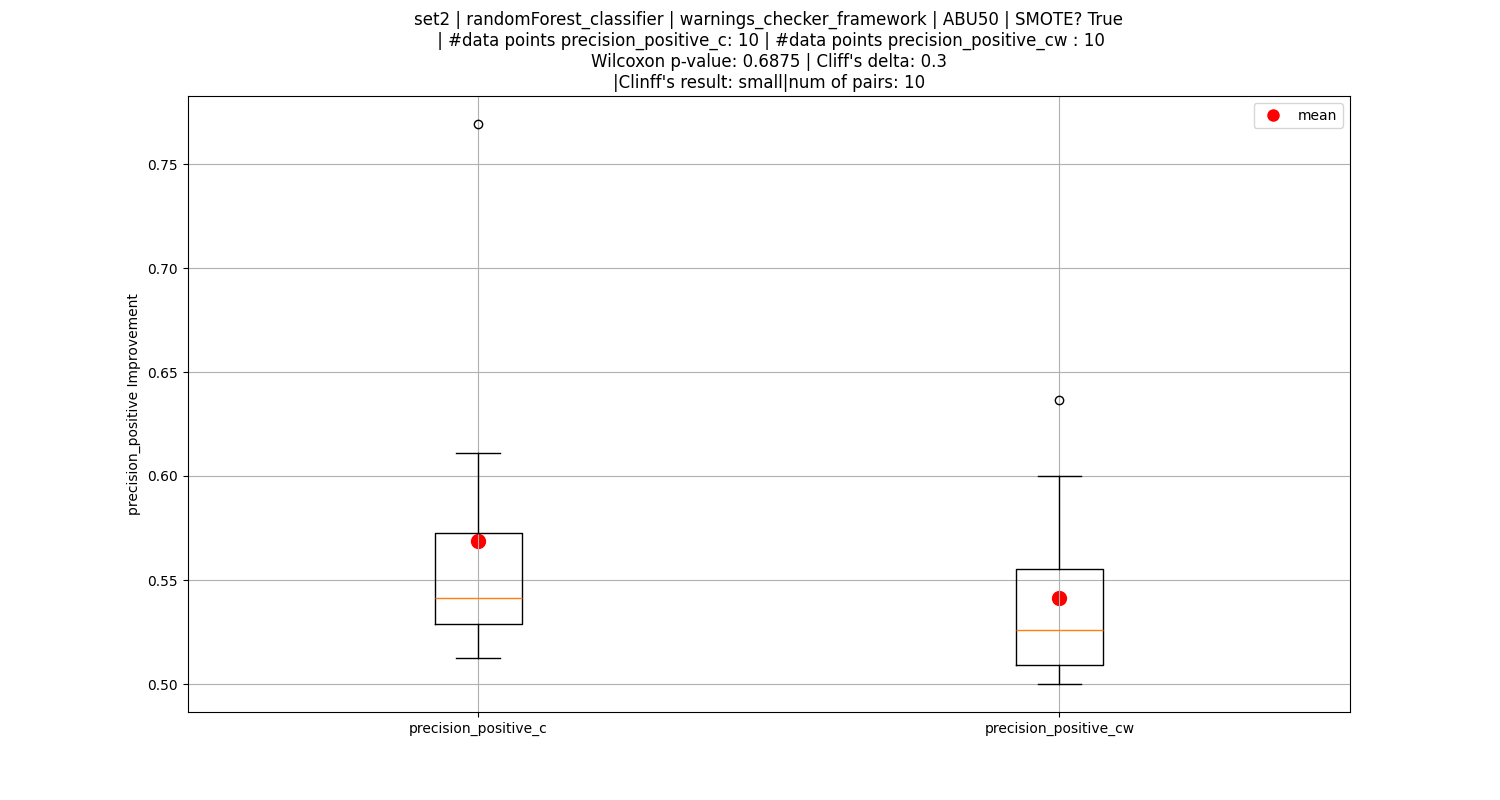 set2 | randomForest_classifier | warnings_checker_framework | ABU50 | SMOTE? True
| #data points precision_positive_c: 10 | #data points precision_positive_cw : 10
Wilcoxon p-value: 0.6875 | Cliff's delta: 0.3
|Clinff's result: small|num of pairs: 10
mean
0.75
0.70
0.65
0.60
0.55
0.50
precision_positive Improvement
precision_positive_c
precision_positive_cw